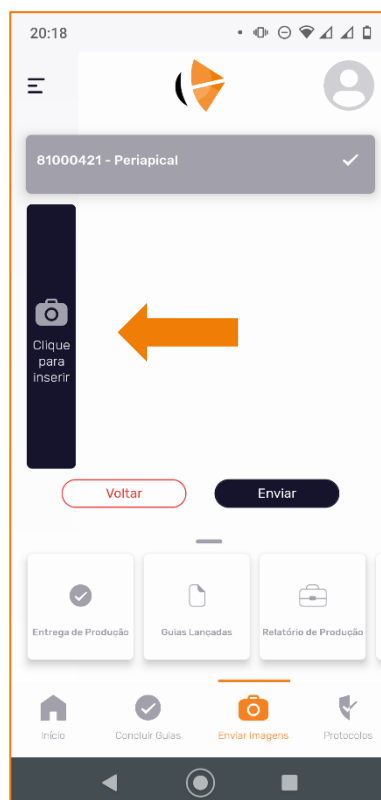 20:18
81000421 - Periapical
Clique
para
inserir
Voltar
Enviar
Entrega de Produção
Guias Lançadas
Relatório de Produção
Início
Concluir Guias
Enviar Imagens
Protocolos